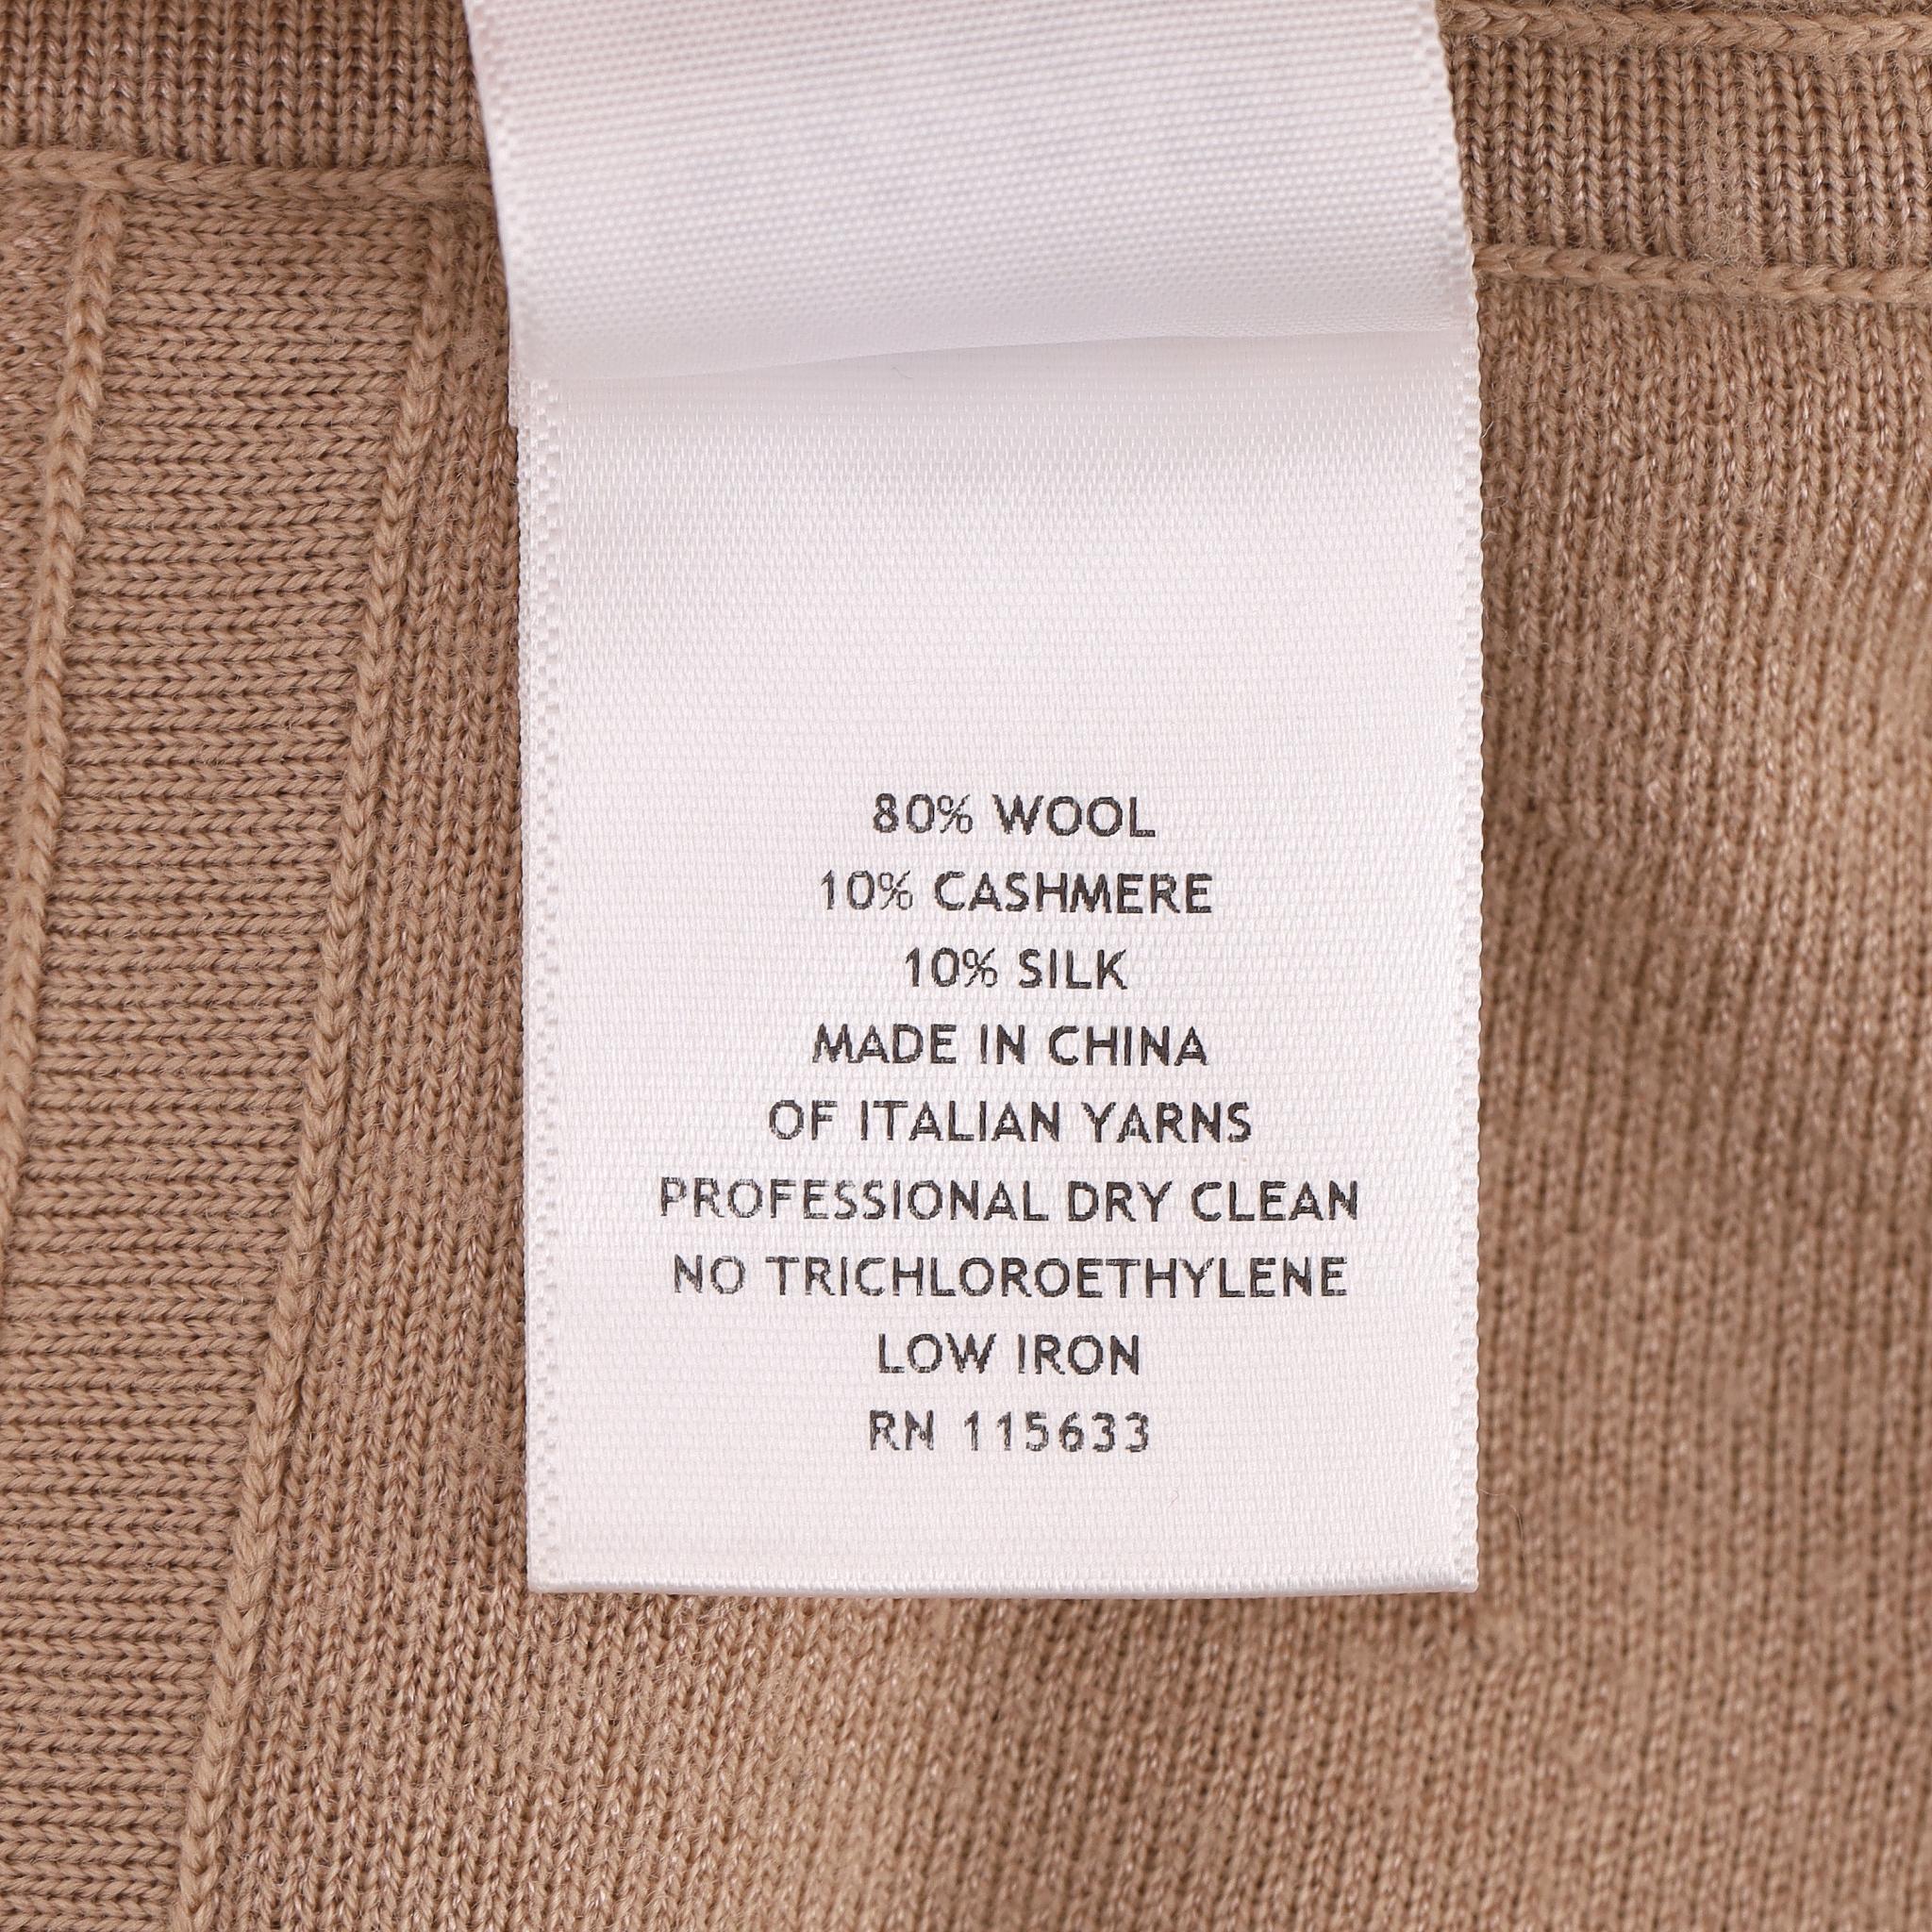 80% WOOL
10% CASHMERE
10% SILK
MADE IN CHINA
OF ITALIAN YARNS
PROFESSIONAL DRY CLEAN
NO TRICHLOROETHYLENE
LOW IRON
RN 115633